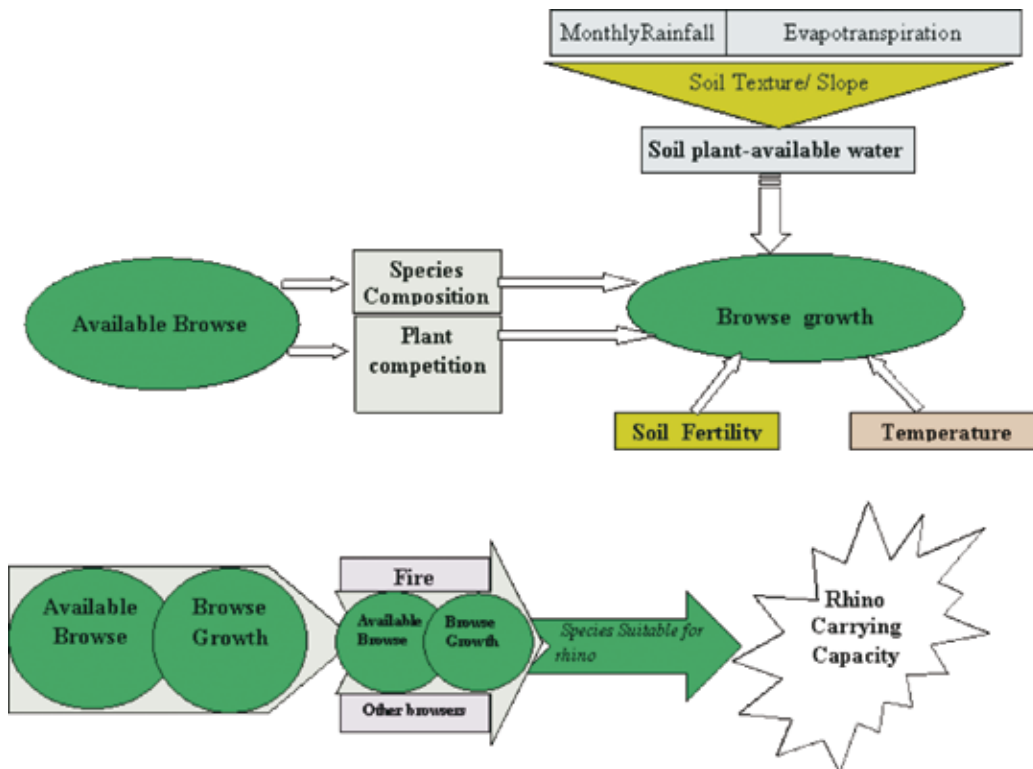 MonthlyRainfall
Evapotranspiration
Soil Texture/ Slope
Soil plant-available water
Available Browse
Species
Composition
Plant
competition
Browse growth
Soil Fertility
Temperature
Available
Browse
Browse
Growth
Fire
Available
Browse
Browse
Growth
Other browsers
Species Suitable for
rhino
Rhino
Carrying
Capacity